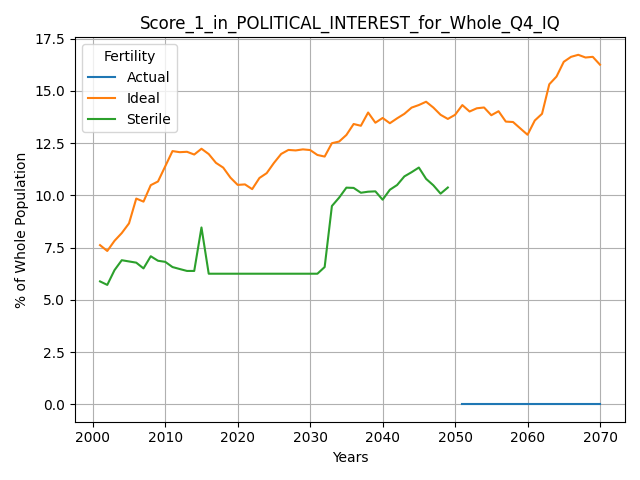 Score_1_in_POLITICAL_INTEREST_for_Whole_Q4_IQ
Fertility
Actual
Ideal
Sterile
% of Whole Population
17.5
15.0
12.5
10.0
7.5
5.0
2.5
0.0
2000 2010 2020 2030 2040 2050 2060 2070
Years